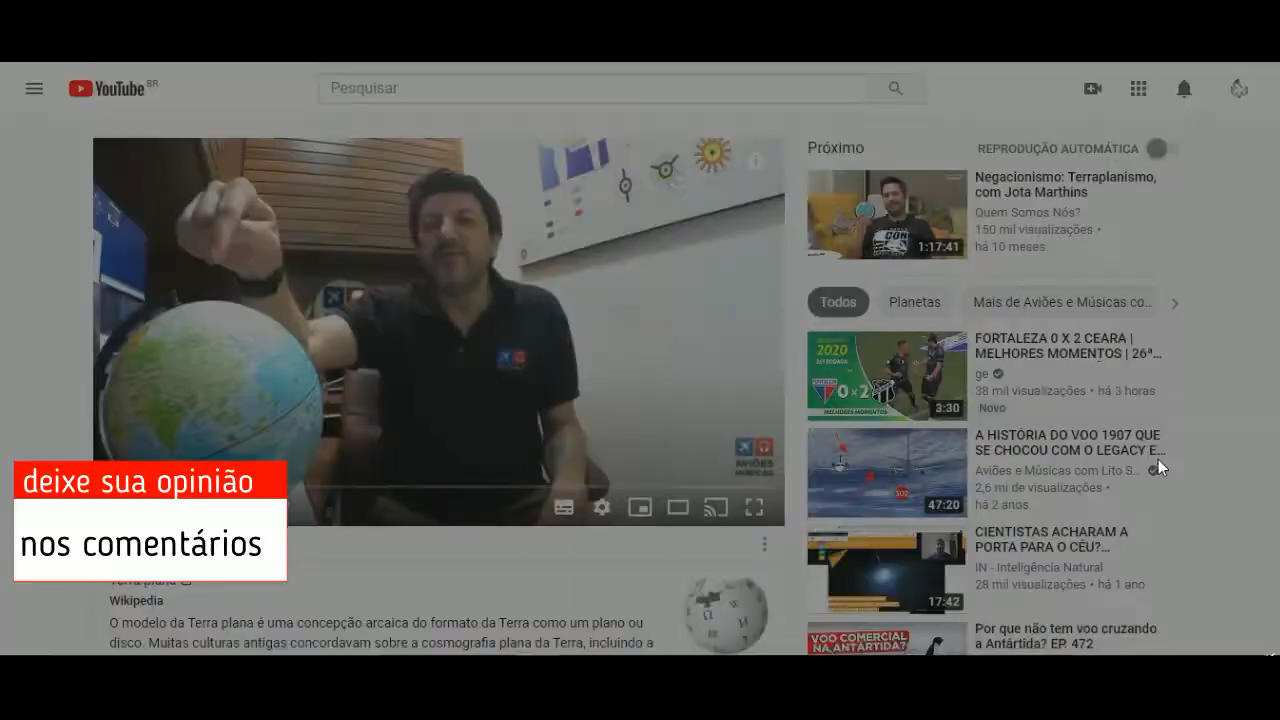 YouTube BR
Pesquisar
Próximo
REPRODUÇÃO AUTOMÁTICA
Negacionismo: Terraplanismo,
com Jota Marthins
Quem Somos Nós?
150 mil visualizações •
há 10 meses
1:17:41
Todos
Planetas
Mais de Aviões e Músicas co...
2020
0 x 2
MELHORES MOMENTOS
3:30
FORTALEZA 0 X 2 CEARÁ |
MELHORES MOMENTOS | 26ª...
ge
38 mil visualizações • há 3 horas
Novo
47:20
A HISTÓRIA DO VOO 1907 QUE
SE CHOCOU COM O LEGACY E...
Aviões e Músicas com Lito S...
2,6 mi de visualizações •
há 2 anos
17:42
CIENTISTAS ACHARAM A
PORTA PARA O CÉU?...
IN - Inteligência Natural
28 mil visualizações • há 1 ano
VOO COMERCIAL
NA ANTÁRTIDA?
Por que não tem voo cruzando
a Antártida? EP. 472
AVIÕES
MÚSICAS
deixe sua opinião
nos comentários
Terra plana
Wikipedia
O modelo da Terra plana é uma concepção arcaica do formato da Terra como um plano ou
disco. Muitas culturas antigas concordavam sobre a cosmografia plana da Terra, incluindo a